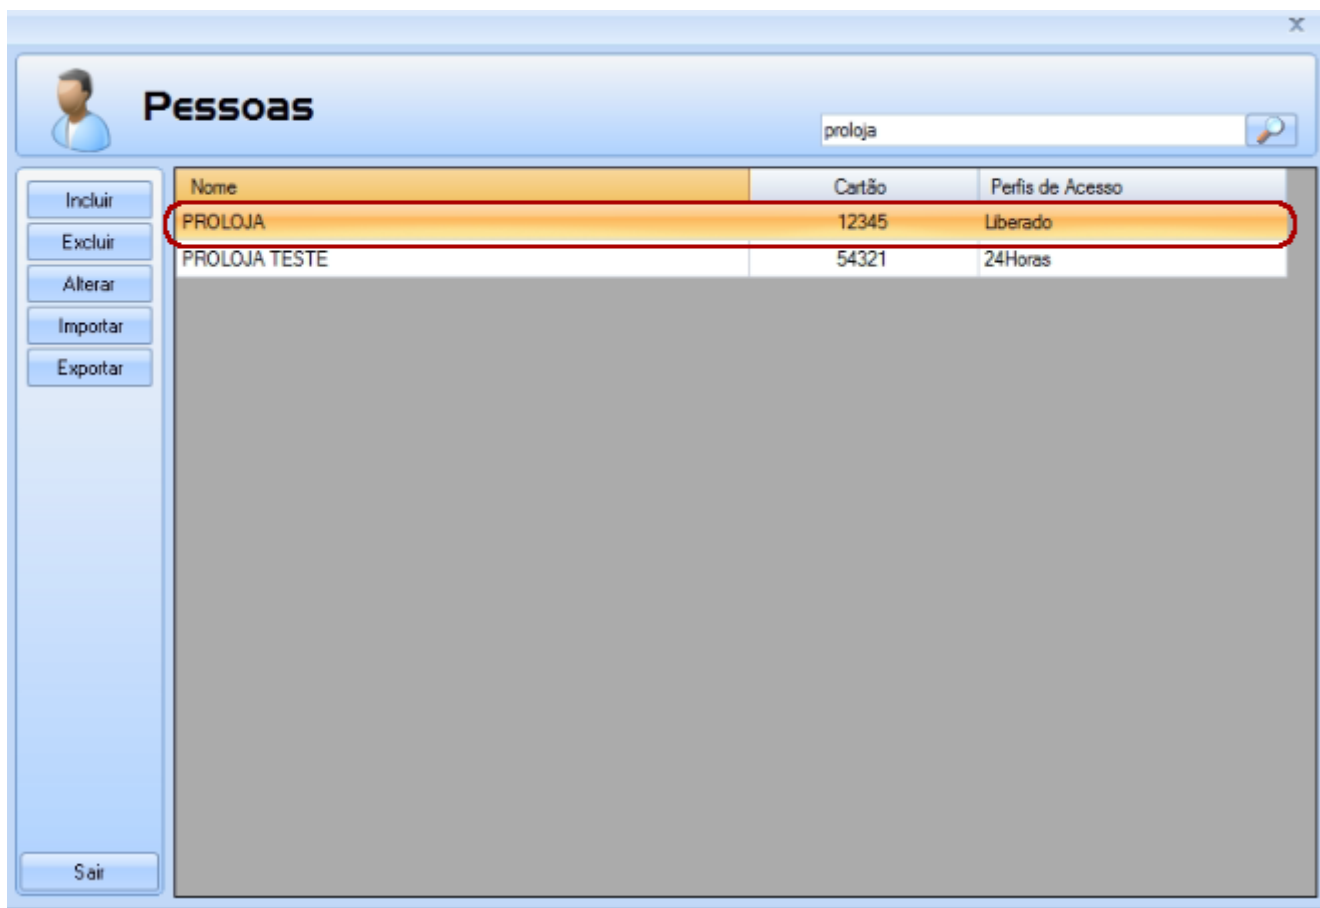 x
Pessoas
proloja
Incluir
Excluir
Alterar
Importar
Exportar
Sair
Nome Cartão Perfis de Acesso
PROLOJA 12345 Liberado
PROLOJA TESTE 54321 24Horas